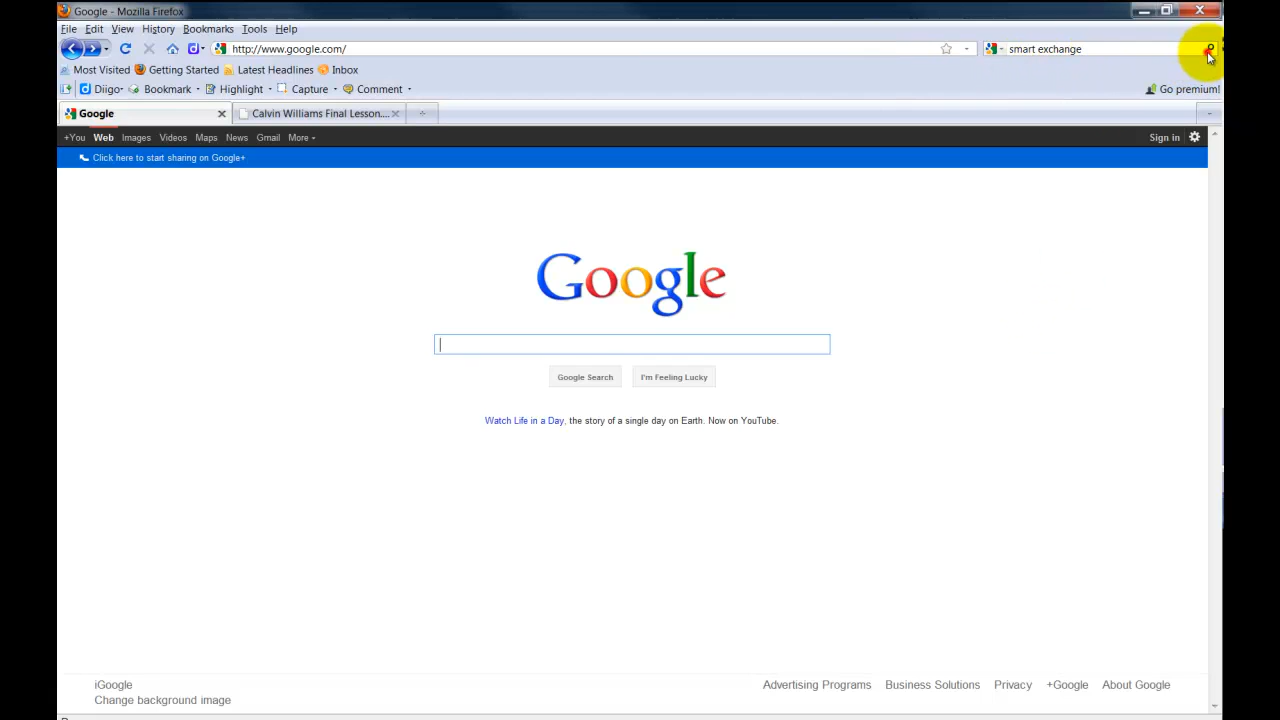 Google - Mozilla Firefox
File Edit View History Bookmarks Tools Help
http://www.google.com/ smart exchange
Most Visited Getting Started Latest Headlines Inbox
Diigo Bookmark Highlight Capture Comment Go premium!
Google Calvin Williams Final Lesson....
+You Web Images Videos Maps News Gmail More Sign in
Click here to start sharing on Google+
Google
Google Search I'm Feeling Lucky
Watch Life in a Day, the story of a single day on Earth. Now on YouTube.
iGoogle Advertising Programs Business Solutions Privacy +Google About Google
Change background image